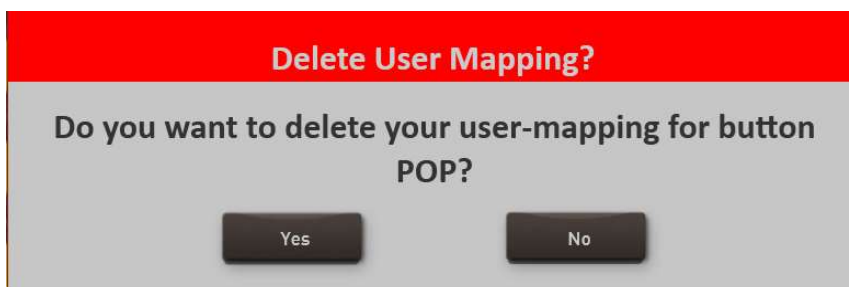 Delete User Mapping?
Do you want to delete your user-mapping for button
POP?
Yes
No